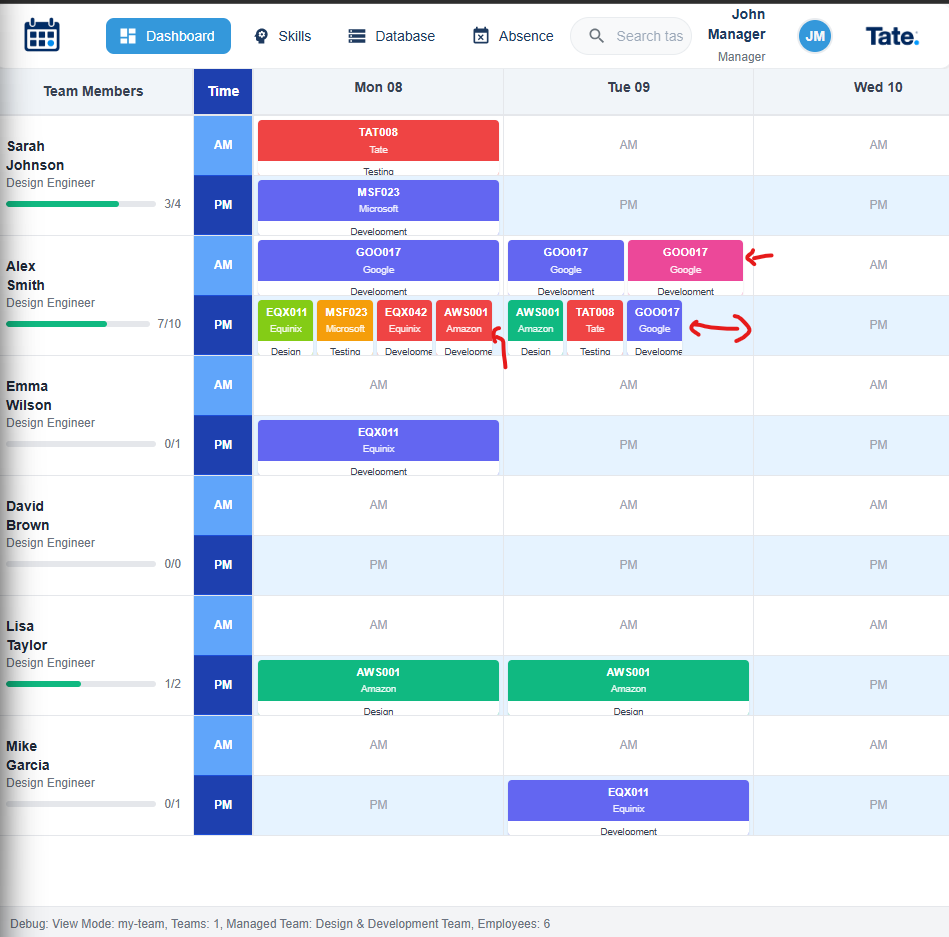 Dashboard Skills Database Absence Search tas John Manager Manager JM Tate.
Team Members Time Mon 08 Tue 09 Wed 10
Sarah Johnson
Design Engineer
3/4
AM
TAT008
Tate
Testing
AM
AM
PM
MSF023
Microsoft
Development
PM
PM
Alex Smith
Design Engineer
7/10
AM
GOO017
Google
Development
GOO017
Google
Development
GOO017
Google
Development
AM
PM
EQX011
Equinix
Design
MSF023
Microsoft
Testing
EQX042
Equinix
Developme
AWS001
Amazon
Developme
AWS001
Amazon
Design
TAT008
Tate
Testing
GOO017
Google
Developme
PM
Emma Wilson
Design Engineer
0/1
AM
AM
AM
AM
PM
EQX011
Equinix
Development
PM
PM
David Brown
Design Engineer
0/0
AM
AM
AM
AM
PM
PM
PM
PM
Lisa Taylor
Design Engineer
1/2
AM
AM
AM
AM
PM
AWS001
Amazon
Design
AWS001
Amazon
Design
PM
Mike Garcia
Design Engineer
0/1
AM
AM
AM
AM
PM
PM
EQX011
Equinix
Development
PM
Debug: View Mode: my-team, Teams: 1, Managed Team: Design & Development Team, Employees: 6